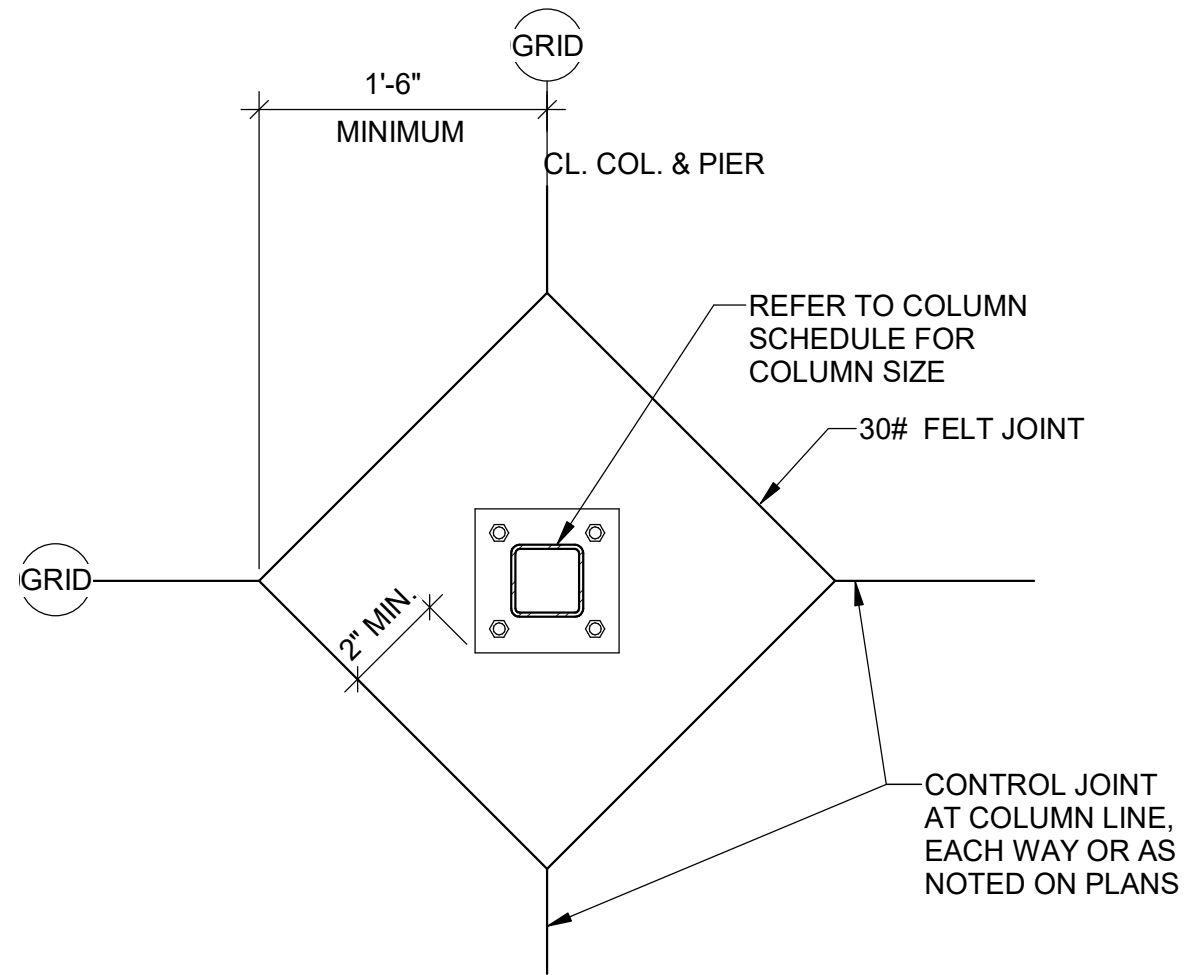 GRID
1'-6"
MINIMUM
CL. COL. & PIER
REFER TO COLUMN
SCHEDULE FOR
COLUMN SIZE
30# FELT JOINT
GRID
2" MIN.
CONTROL JOINT
AT COLUMN LINE,
EACH WAY OR AS
NOTED ON PLANS